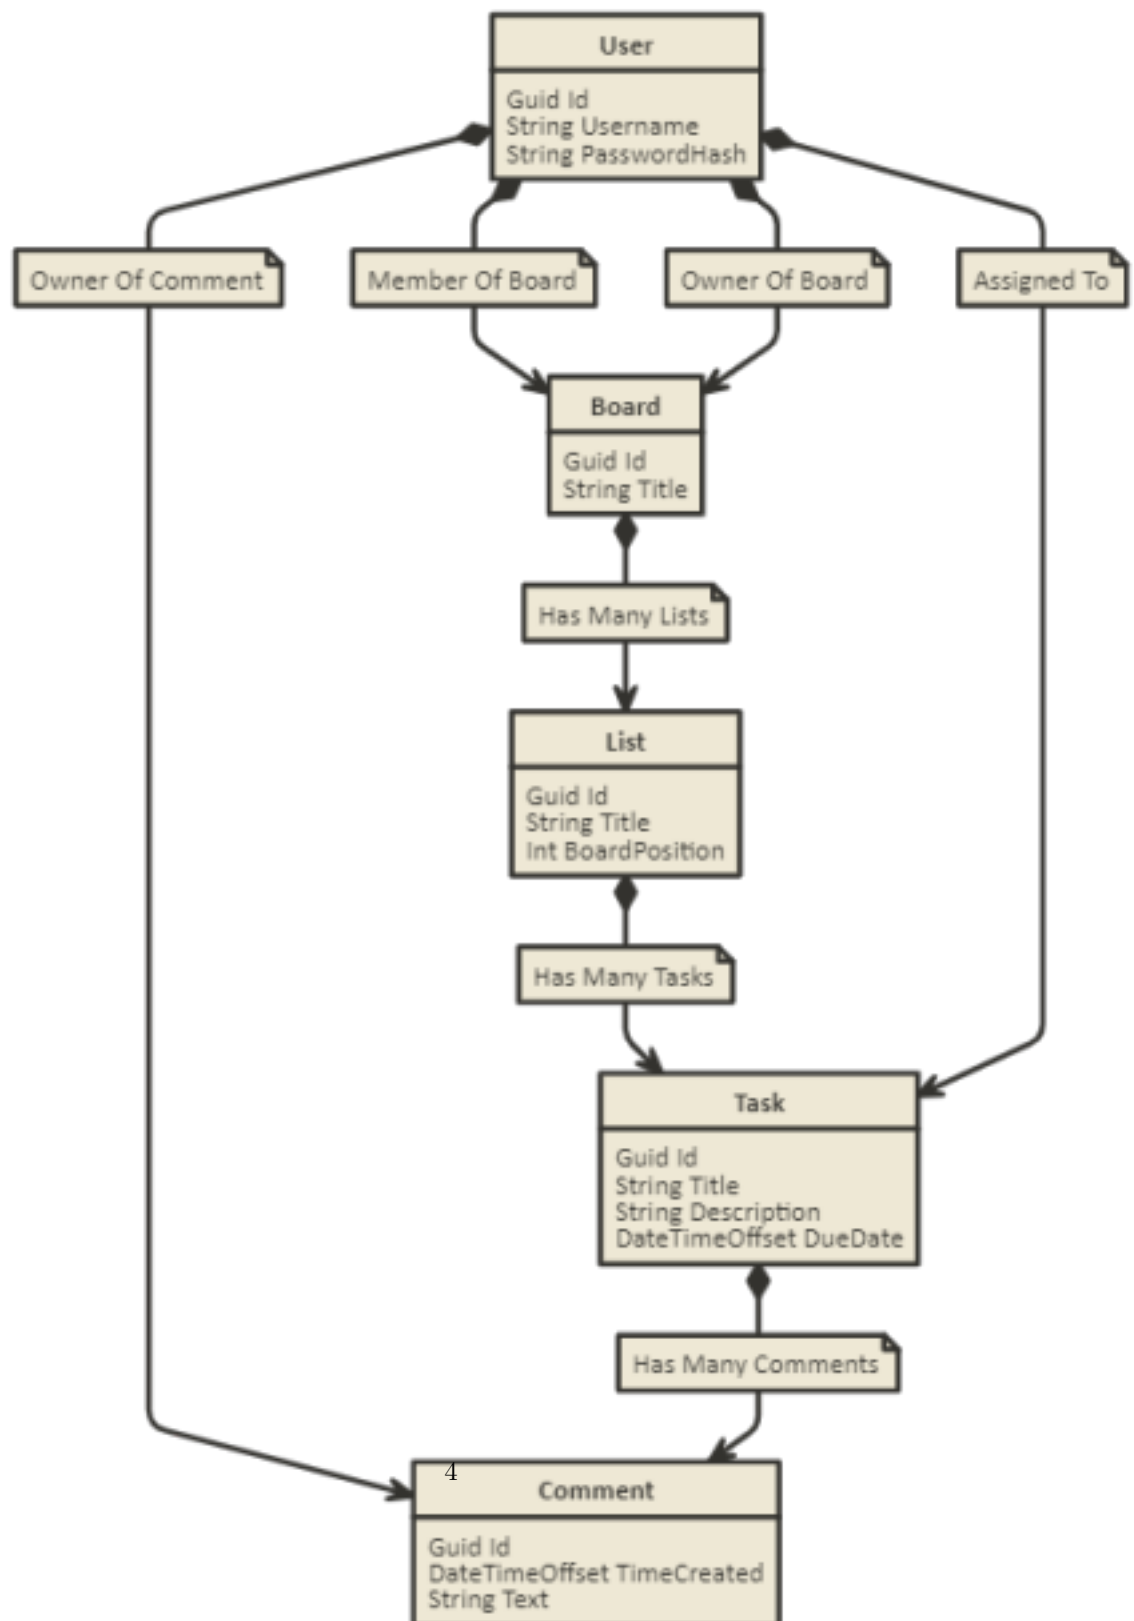 User
Guid Id
String Username
String PasswordHash
Owner Of Comment
Member Of Board
Owner Of Board
Assigned To
Board
Guid Id
String Title
Has Many Lists
List
Guid Id
String Title
Int BoardPosition
Has Many Tasks
Task
Guid Id
String Title
String Description
DateTimeOffset DueDate
Has Many Comments
4
Comment
Guid Id
DateTimeOffset TimeCreated
String Text